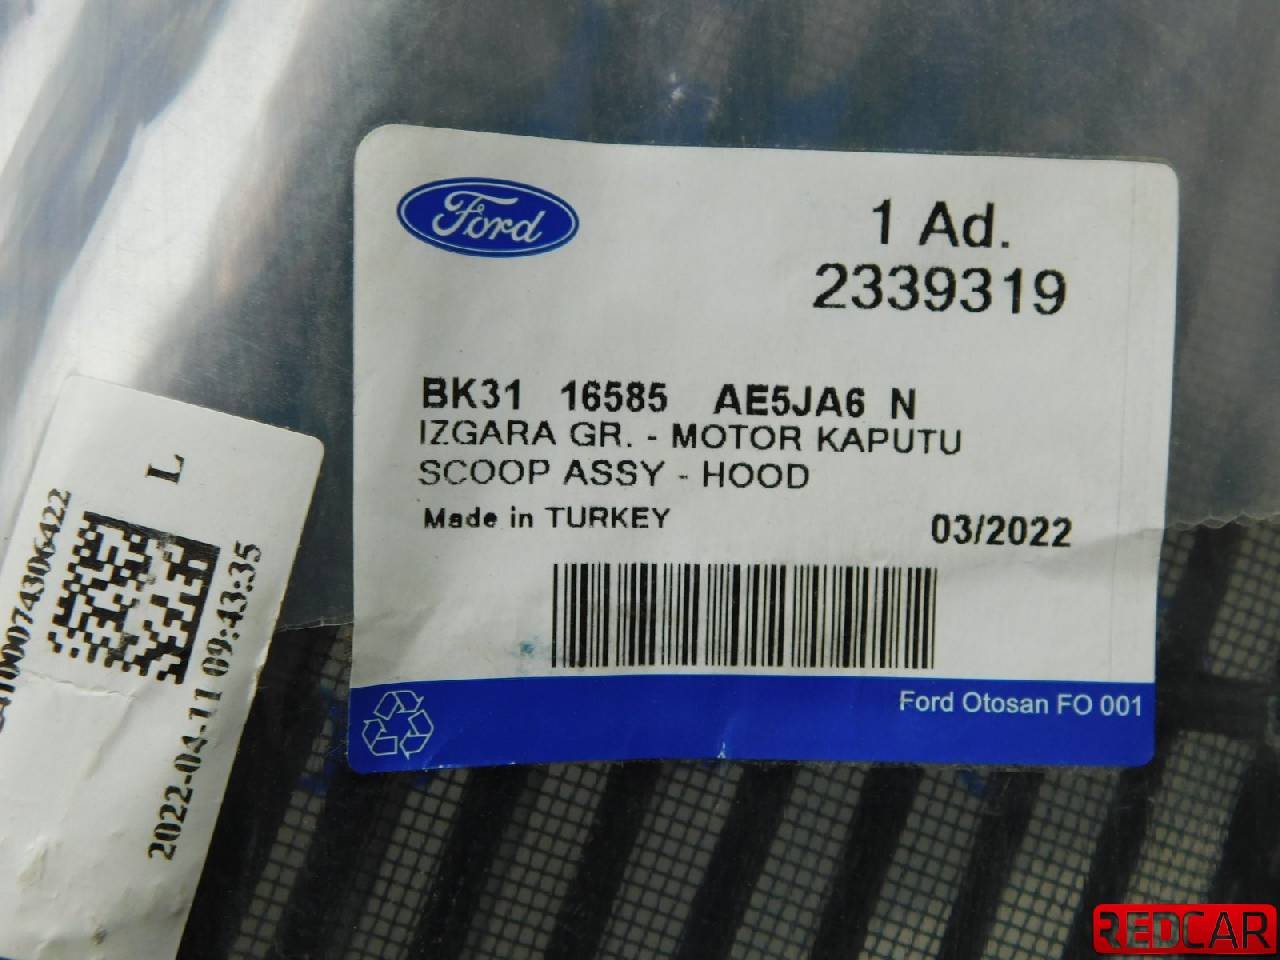 Ford
1 Ad.
2339319
BK31 16585 AE5JA6 N
IZGARA GR. - MOTOR KAPUTU
SCOOP ASSY - HOOD
Made in TURKEY
03/2022
Ford Otosan FO 001
L
2022-04-11 09:43:35
REDCAR